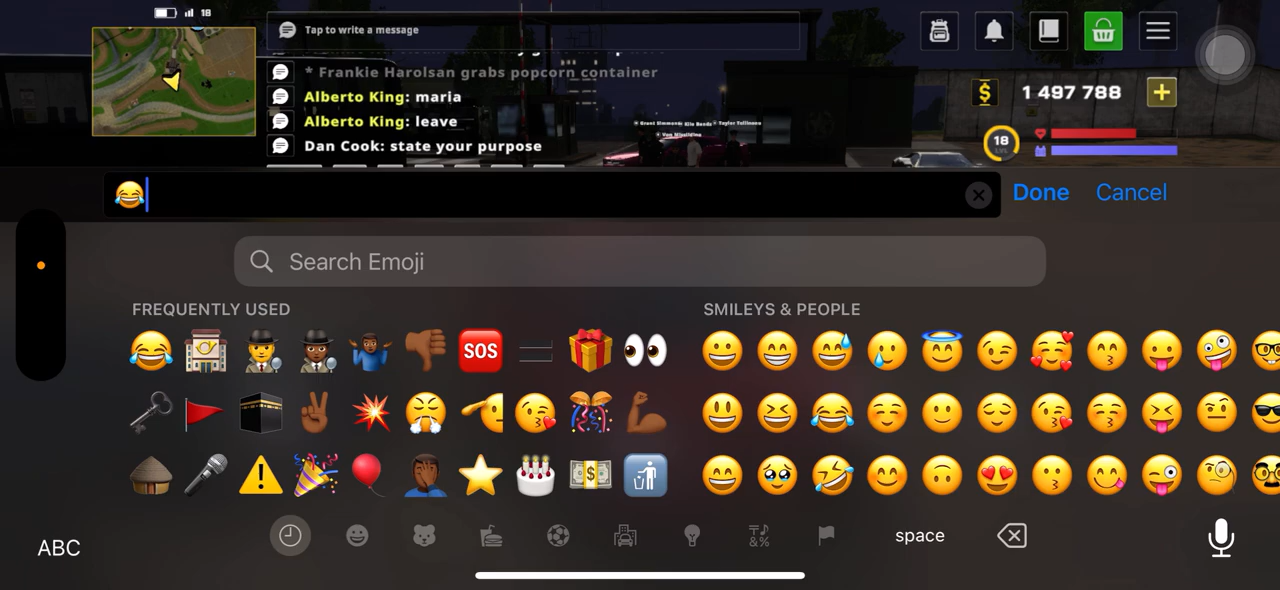 18
Tap to write a message
* Frankie Harolsan grabs popcorn container
Alberto King: maria
Alberto King: leave
Dan Cook: state your purpose
1 497 788
18
Done
Cancel
Search Emoji
FREQUENTLY USED
SMILEYS & PEOPLE
SOS
ABC
space